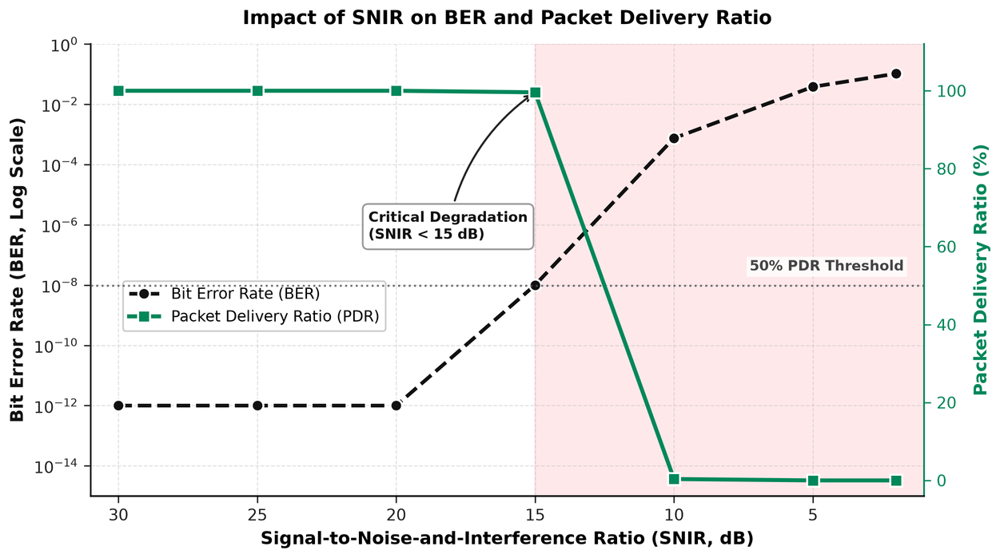 Impact of SNIR on BER and Packet Delivery Ratio
Bit Error Rate (BER, Log Scale)
10⁰
10⁻²
10⁻⁴
10⁻⁶
10⁻⁸
10⁻¹⁰
10⁻¹²
10⁻¹⁴
Critical Degradation
(SNIR < 15 dB)
50% PDR Threshold
Bit Error Rate (BER)
Packet Delivery Ratio (PDR)
100
80
60
40
20
0
Packet Delivery Ratio (%)
30
25
20
15
10
5
Signal-to-Noise-and-Interference Ratio (SNIR, dB)